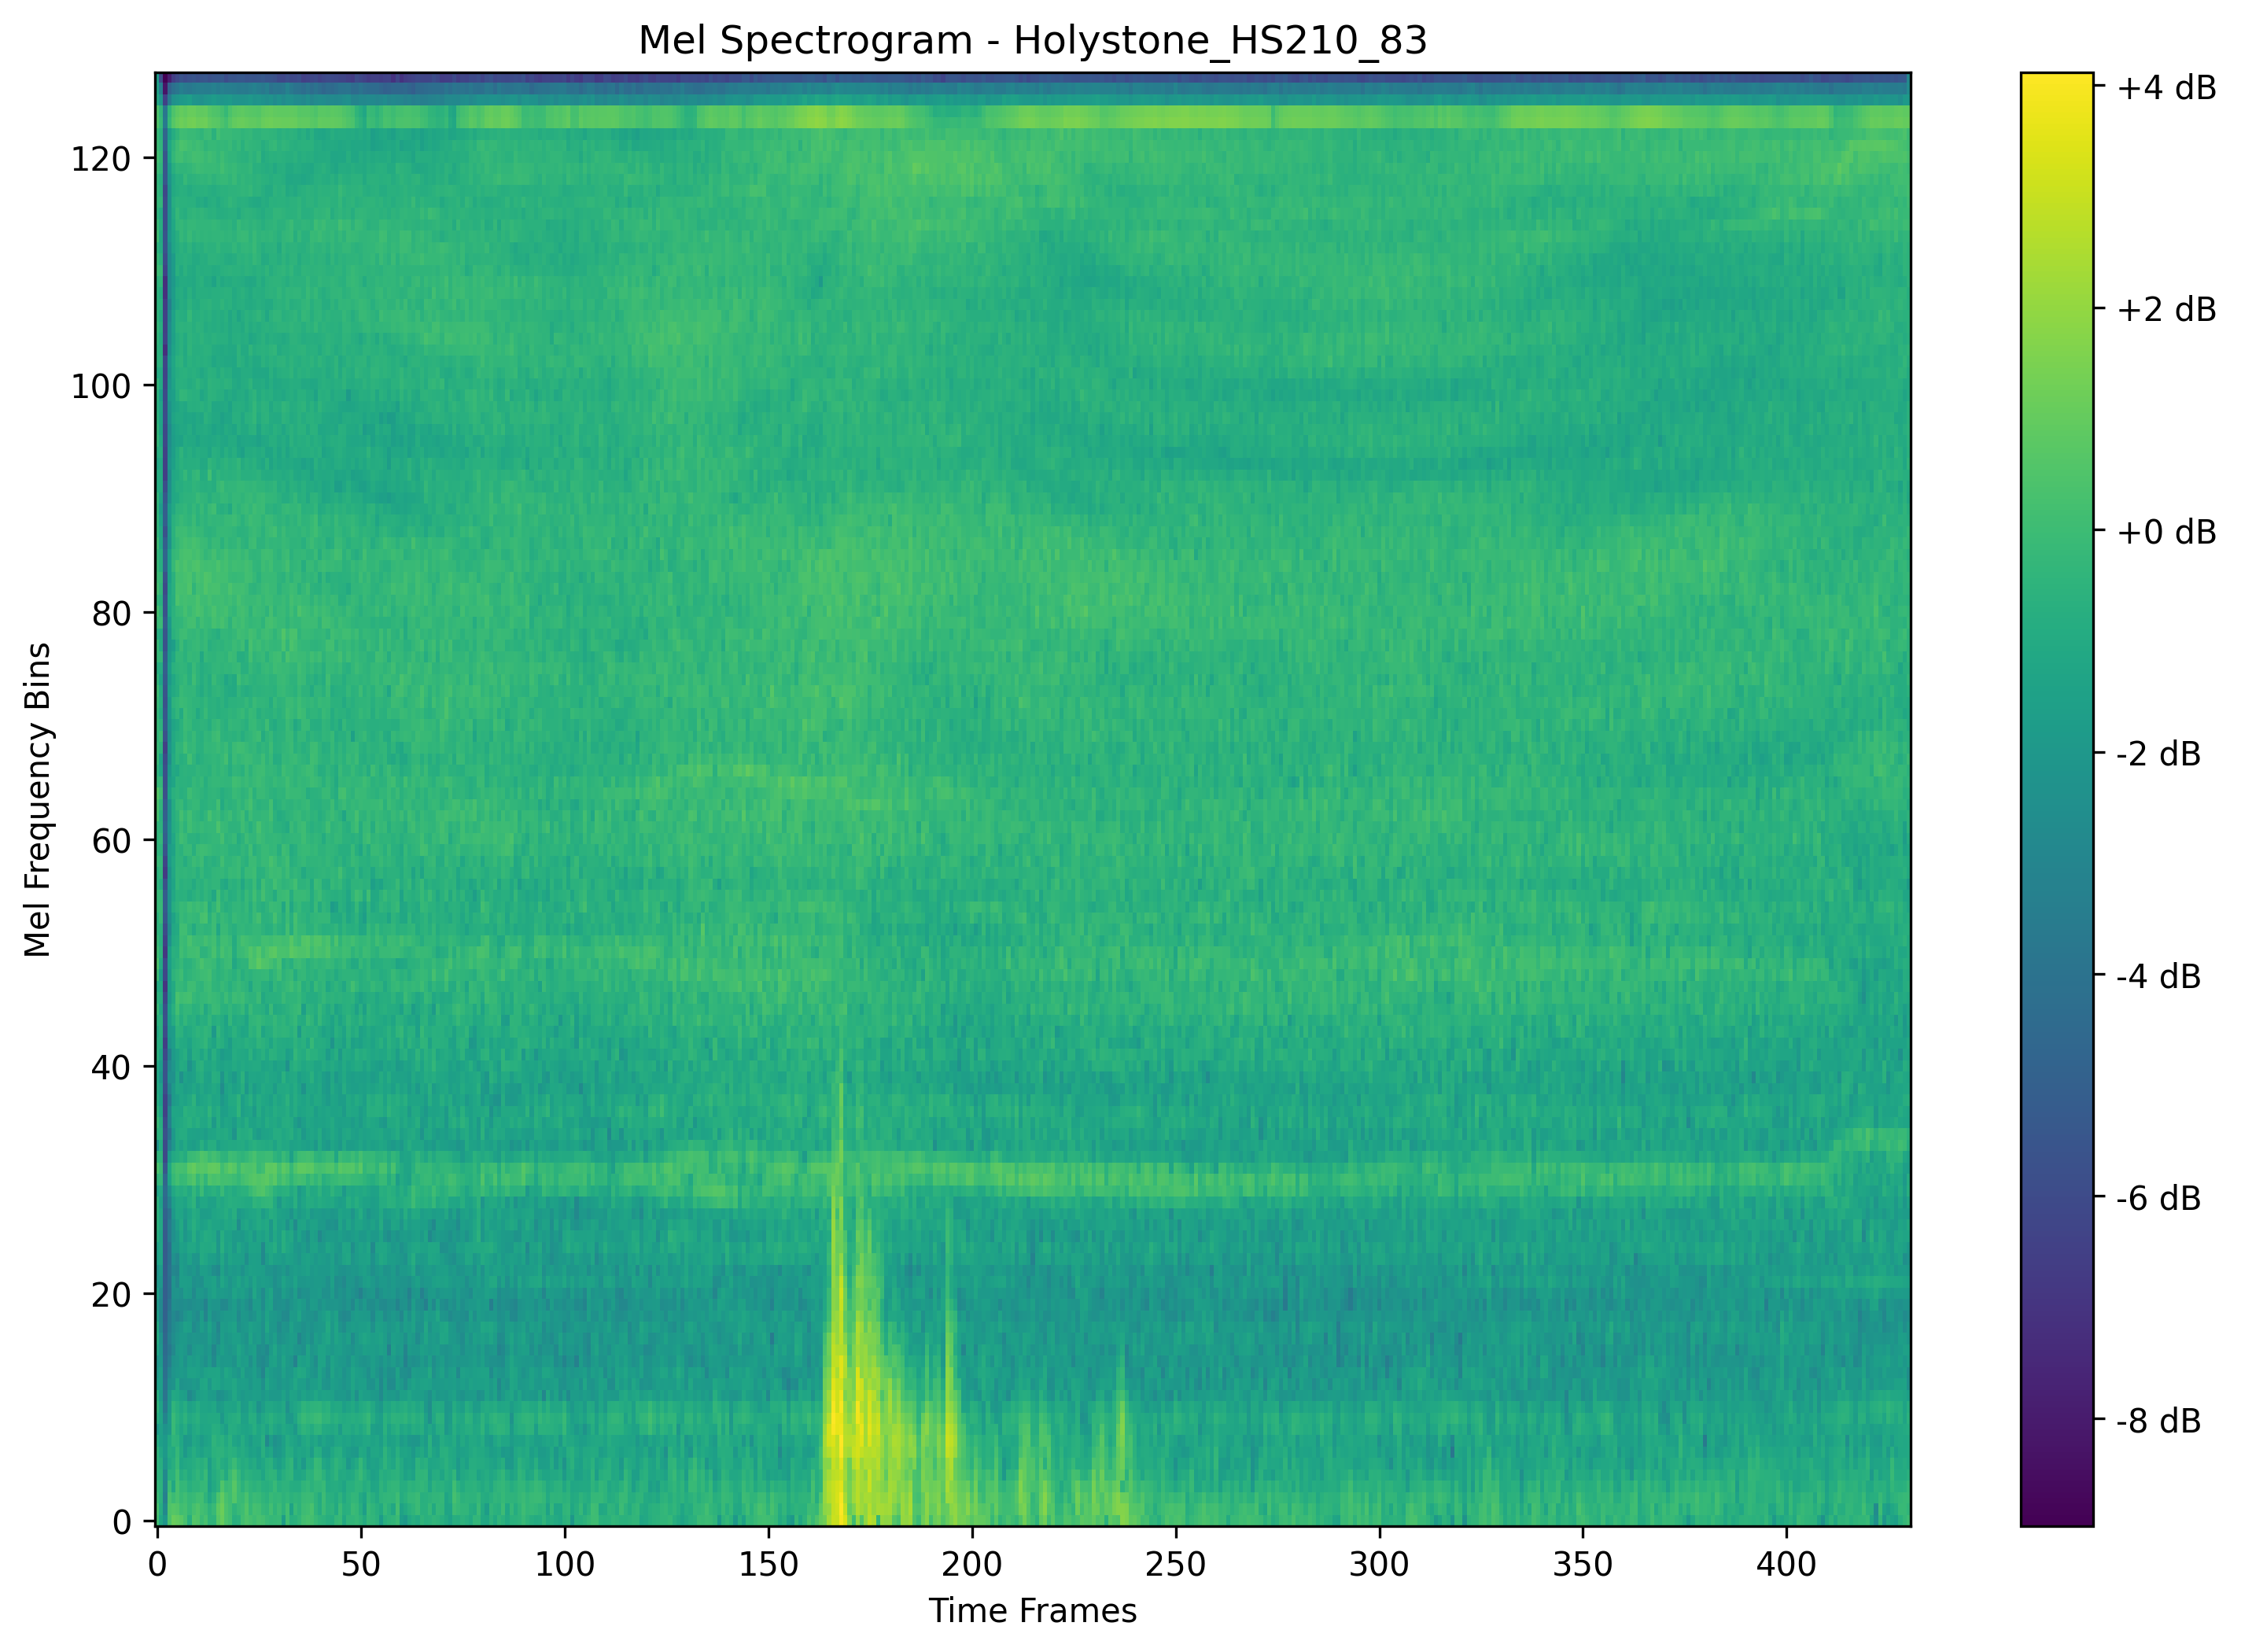 Mel Spectrogram - Holystone_HS210_83
+4 dB
+2 dB
+0 dB
-2 dB
-4 dB
-6 dB
-8 dB
Mel Frequency Bins
120
100
80
60
40
20
0
0 50 100 150 200 250 300 350 400
Time Frames